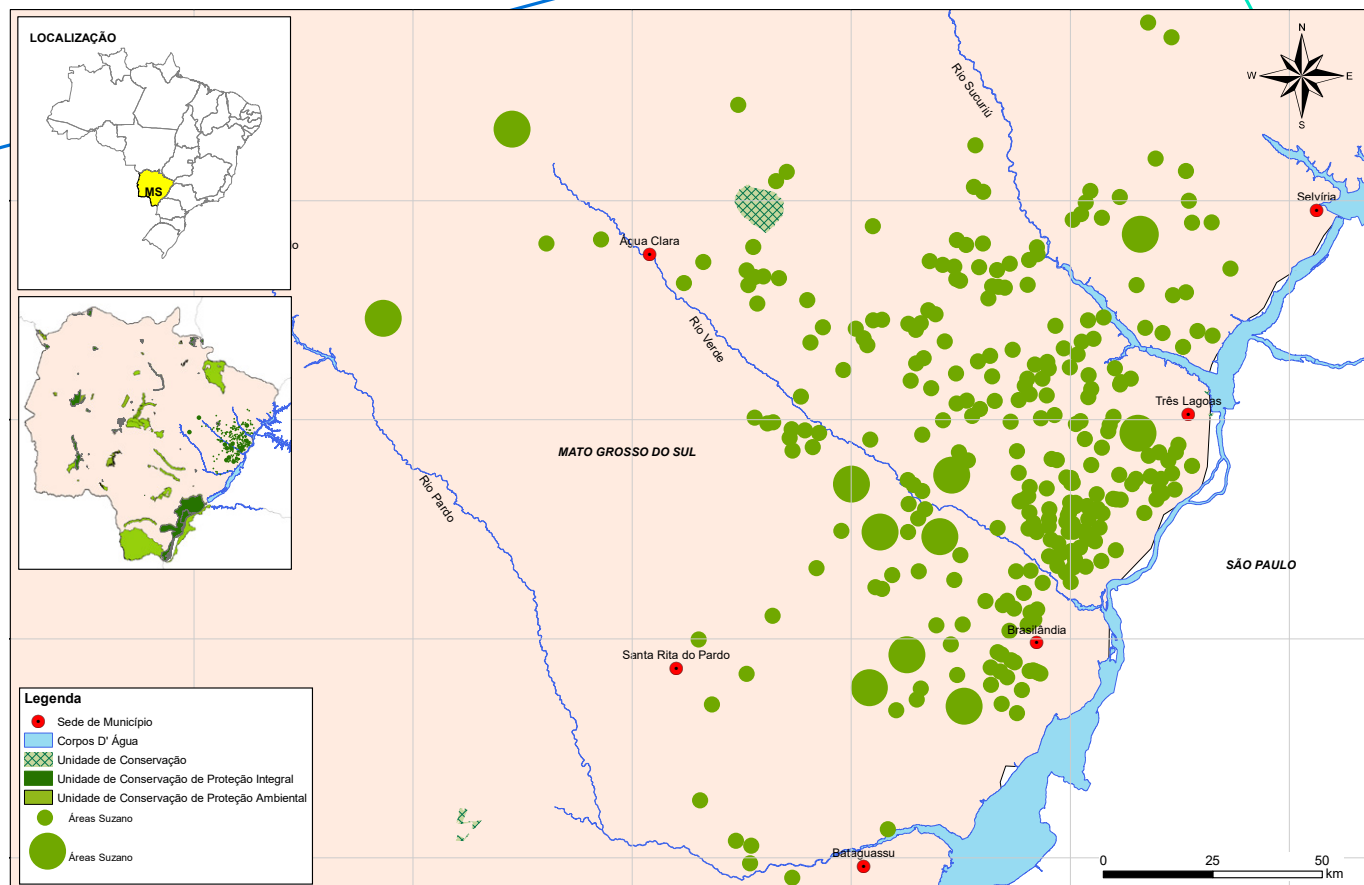 LOCALIZAÇÃO
MS
o
N
W
E
S
Rio Sucuriú
Selvíria
Água Clara
Rio Verde
Três Lagoas
MATO GROSSO DO SUL
Rio Pardo
SÃO PAULO
Brasilândia
Santa Rita do Pardo
Bataguassu
Legenda
Sede de Município
Corpos D' Água
Unidade de Conservação
Unidade de Conservação de Proteção Integral
Unidade de Conservação de Proteção Ambiental
Áreas Suzano
Áreas Suzano
0 25 50
km